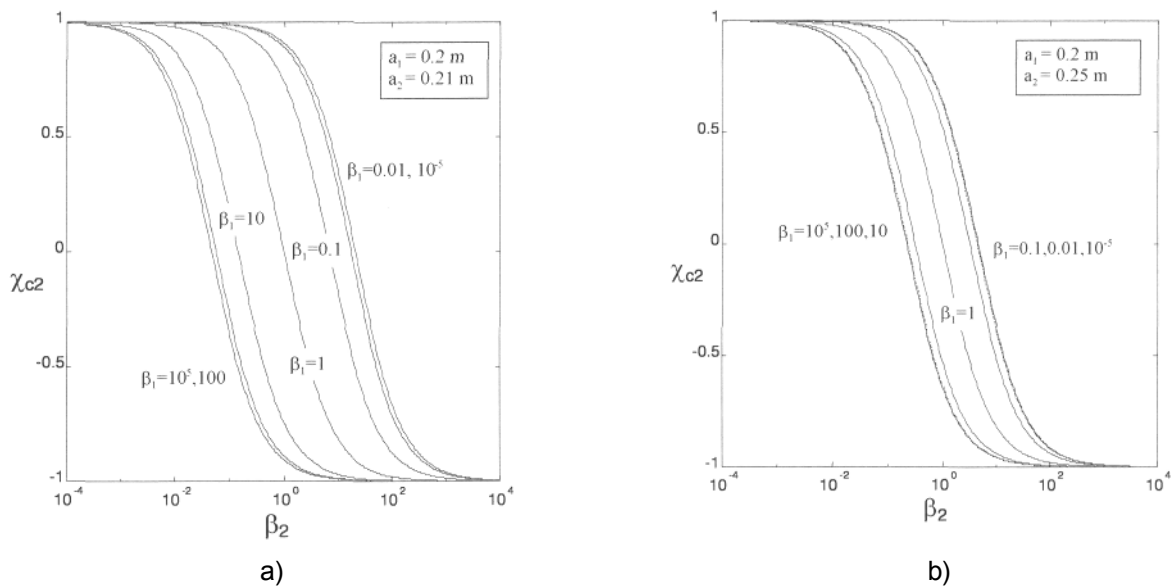 1
0.5
0
-0.5
-1
χc2
a₁ = 0.2 m
a₂ = 0.21 m
β₁=0.01, 10⁻⁵
β₁=10
β₁=0.1
β₁=1
β₁=10⁵,100
10⁻⁴
10⁻²
10⁰
10²
10⁴
β₂
a)
1
0.5
0
-0.5
-1
χc2
a₁ = 0.2 m
a₂ = 0.25 m
β₁=10⁵,100,10
β₁=0.1,0.01,10⁻⁵
β₁=1
10⁻⁴
10⁻²
10⁰
10²
10⁴
β₂
b)